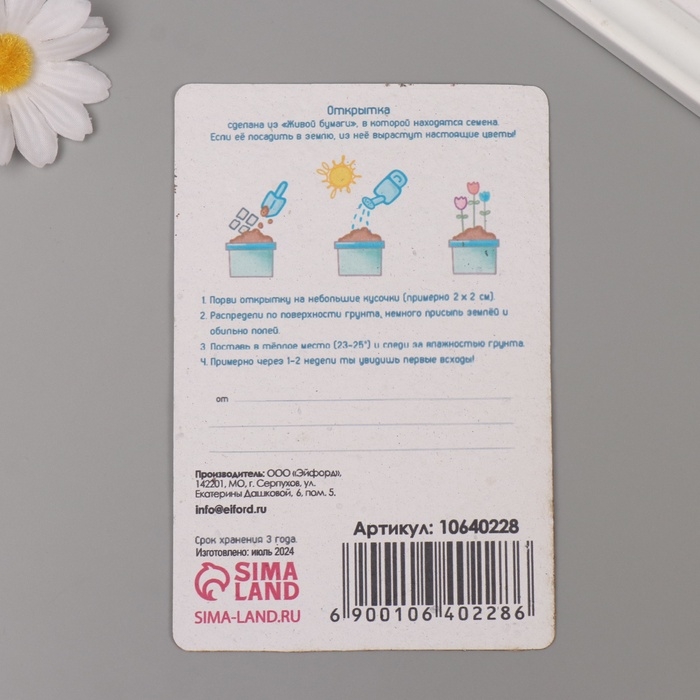 Открытка
сделана из «Живой бумаги», в которой находятся семена.
Если её посадить в землю, из неё вырастут настоящие цветы!
1. Порви открытку на небольшие кусочки (примерно 2 х 2 см).
2. Распредели по поверхности грунта, немного присыпь землёй и
обильно полей.
3. Поставь в тёплое место (23-25°) и следи за влажностью грунта.
4. Примерно через 1-2 недели ты увидишь первые всходы!
от
Производитель: ООО «Эйфорд»,
142201, МО, г. Серпухов, ул.
Екатерины Дашковой, 6, пом. 5.
info@eiford.ru
Срок хранения 3 года.
Изготовлено: июль 2024
SIMA
LAND
SIMA-LAND.RU
Артикул: 10640228
6 900106 402286